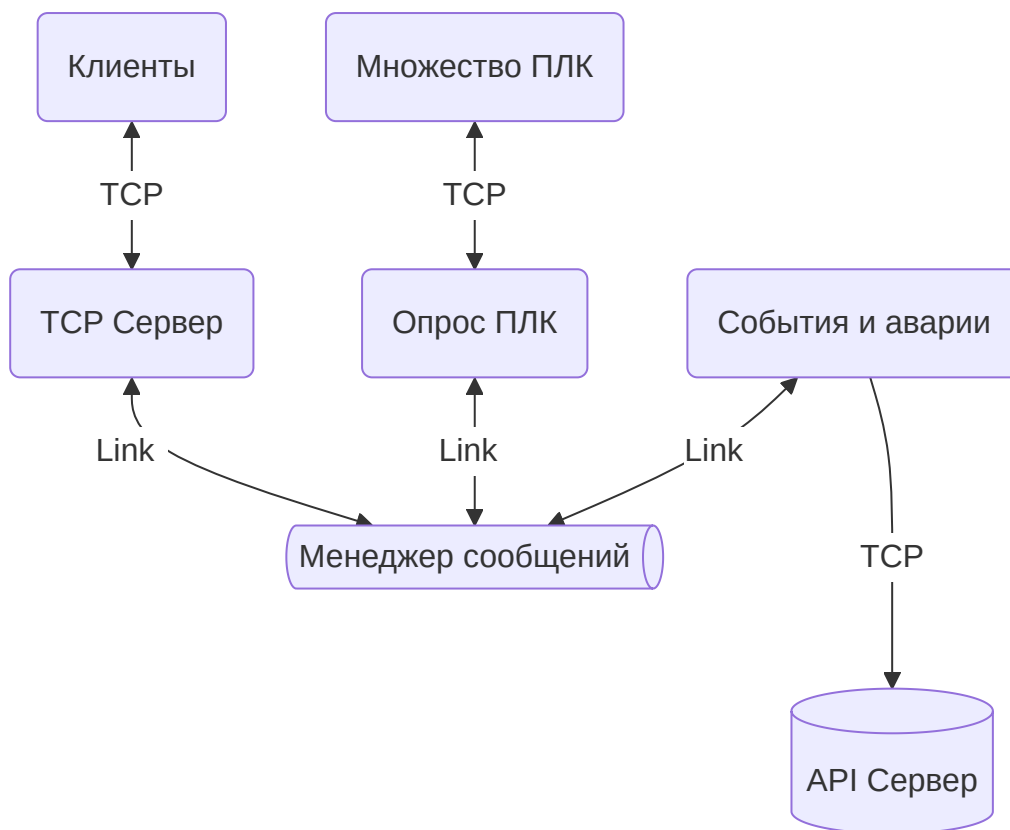 Клиенты
Множество ПЛК
TCP
TCP
TCP Сервер
Опрос ПЛК
События и аварии
Link
Link
Link
Менеджер сообщений
TCP
API Сервер